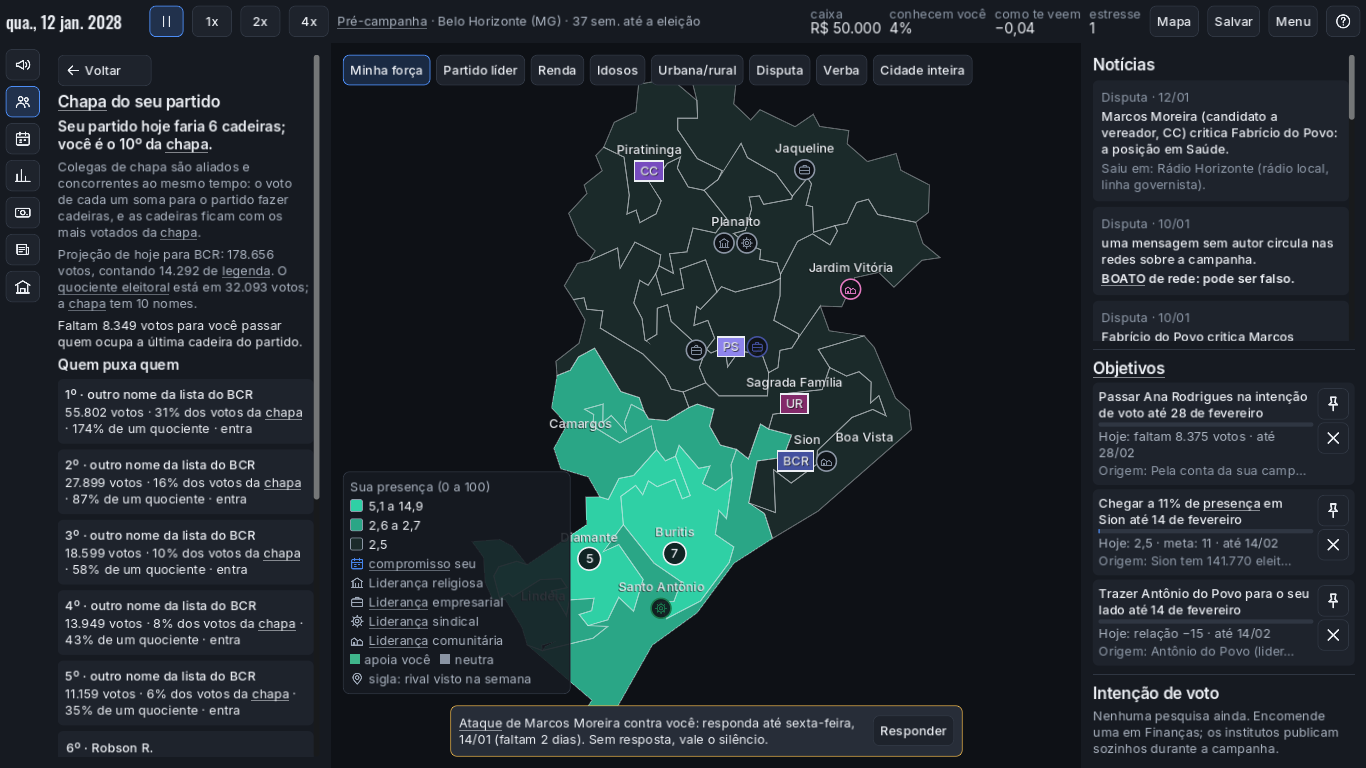 qua., 12 jan. 2028
1x
2x
4x
Pré-campanha · Belo Horizonte (MG) · 37 sem. até a eleição
caixa
R$ 50.000
conhecem você
4%
como te veem
−0,04
estresse
1
Mapa
Salvar
Menu
Voltar
Chapa do seu partido
Seu partido hoje faria 6 cadeiras;
você é o 10º da chapa.
Colegas de chapa são aliados e
concorrentes ao mesmo tempo: o voto
de cada um soma para o partido fazer
cadeiras, e as cadeiras ficam com os
mais votados da chapa.
Projeção de hoje para BCR: 178.656
votos, contando 14.292 de legenda. O
quociente eleitoral está em 32.093 votos;
a chapa tem 10 nomes.
Faltam 8.349 votos para você passar
quem ocupa a última cadeira do partido.
Quem puxa quem
1º · outro nome da lista do BCR
55.802 votos · 31% dos votos da chapa
· 174% de um quociente · entra
2º · outro nome da lista do BCR
27.899 votos · 16% dos votos da chapa
· 87% de um quociente · entra
3º · outro nome da lista do BCR
18.599 votos · 10% dos votos da chapa
· 58% de um quociente · entra
4º · outro nome da lista do BCR
13.949 votos · 8% dos votos da chapa ·
43% de um quociente · entra
5º · outro nome da lista do BCR
11.159 votos · 6% dos votos da chapa ·
35% de um quociente · entra
6º · Robson R.
Minha força
Partido líder
Renda
Idosos
Urbana/rural
Disputa
Verba
Cidade inteira
Piratininga
CC
Jaqueline
Planalto
Jardim Vitória
PS
Sagrada Família
UR
Camargos
Sion
Boa Vista
BCR
Diamante
5
Buritis
7
Santo Antônio
Lindéia
Sua presença (0 a 100)
5,1 a 14,9
2,6 a 2,7
2,5
compromisso seu
Liderança religiosa
Liderança empresarial
Liderança sindical
Liderança comunitária
apoia você
neutra
sigla: rival visto na semana
Ataque de Marcos Moreira contra você: responda até sexta-feira,
14/01 (faltam 2 dias). Sem resposta, vale o silêncio.
Responder
Notícias
Disputa · 12/01
Marcos Moreira (candidato a
vereador, CC) critica Fabrício do Povo:
a posição em Saúde.
Saiu em: Rádio Horizonte (rádio local,
linha governista).
Disputa · 10/01
uma mensagem sem autor circula nas
redes sobre a campanha.
BOATO de rede: pode ser falso.
Disputa · 10/01
Fabrício do Povo critica Marcos
Objetivos
Passar Ana Rodrigues na intenção
de voto até 28 de fevereiro
Hoje: faltam 8.375 votos · até
28/02
Origem: Pela conta da sua camp...
Chegar a 11% de presença em
Sion até 14 de fevereiro
Hoje: 2,5 · meta: 11 · até 14/02
Origem: Sion tem 141.770 eleit...
Trazer Antônio do Povo para o seu
lado até 14 de fevereiro
Hoje: relação −15 · até 14/02
Origem: Antônio do Povo (lider...
Intenção de voto
Nenhuma pesquisa ainda. Encomende
uma em Finanças; os institutos publicam
sozinhos durante a campanha.